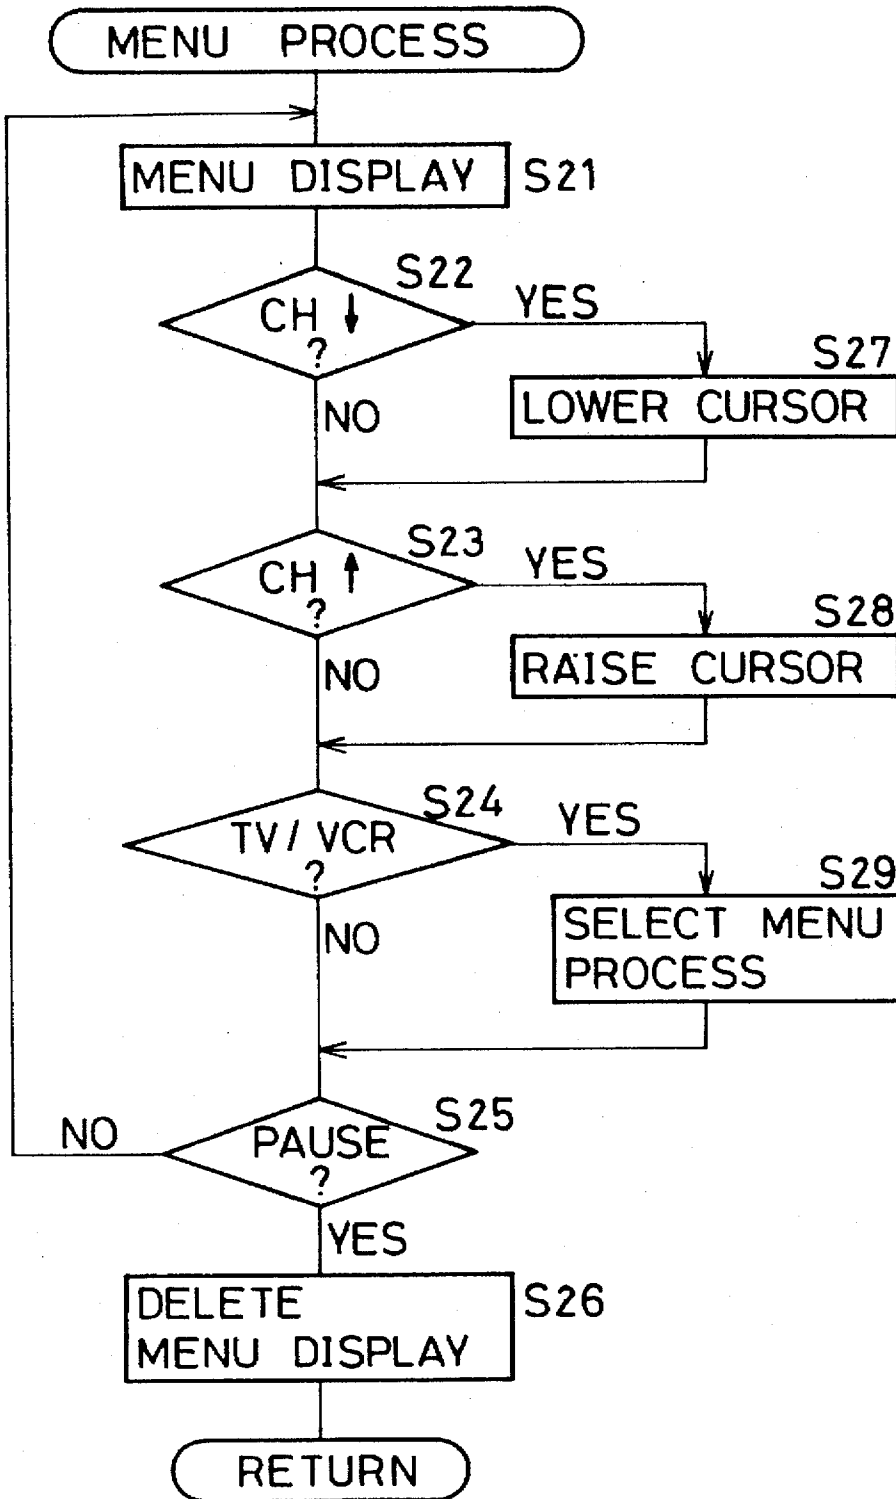 MENU PROCESS
MENU DISPLAY S21
S22
CH ↓
?
YES
NO
S27
LOWER CURSOR
S23
CH ↑
?
YES
NO
S28
RAISE CURSOR
S24
TV/VCR
?
YES
NO
S29
SELECT MENU
PROCESS
S25
PAUSE
?
NO
YES
DELETE
MENU DISPLAY
S26
RETURN